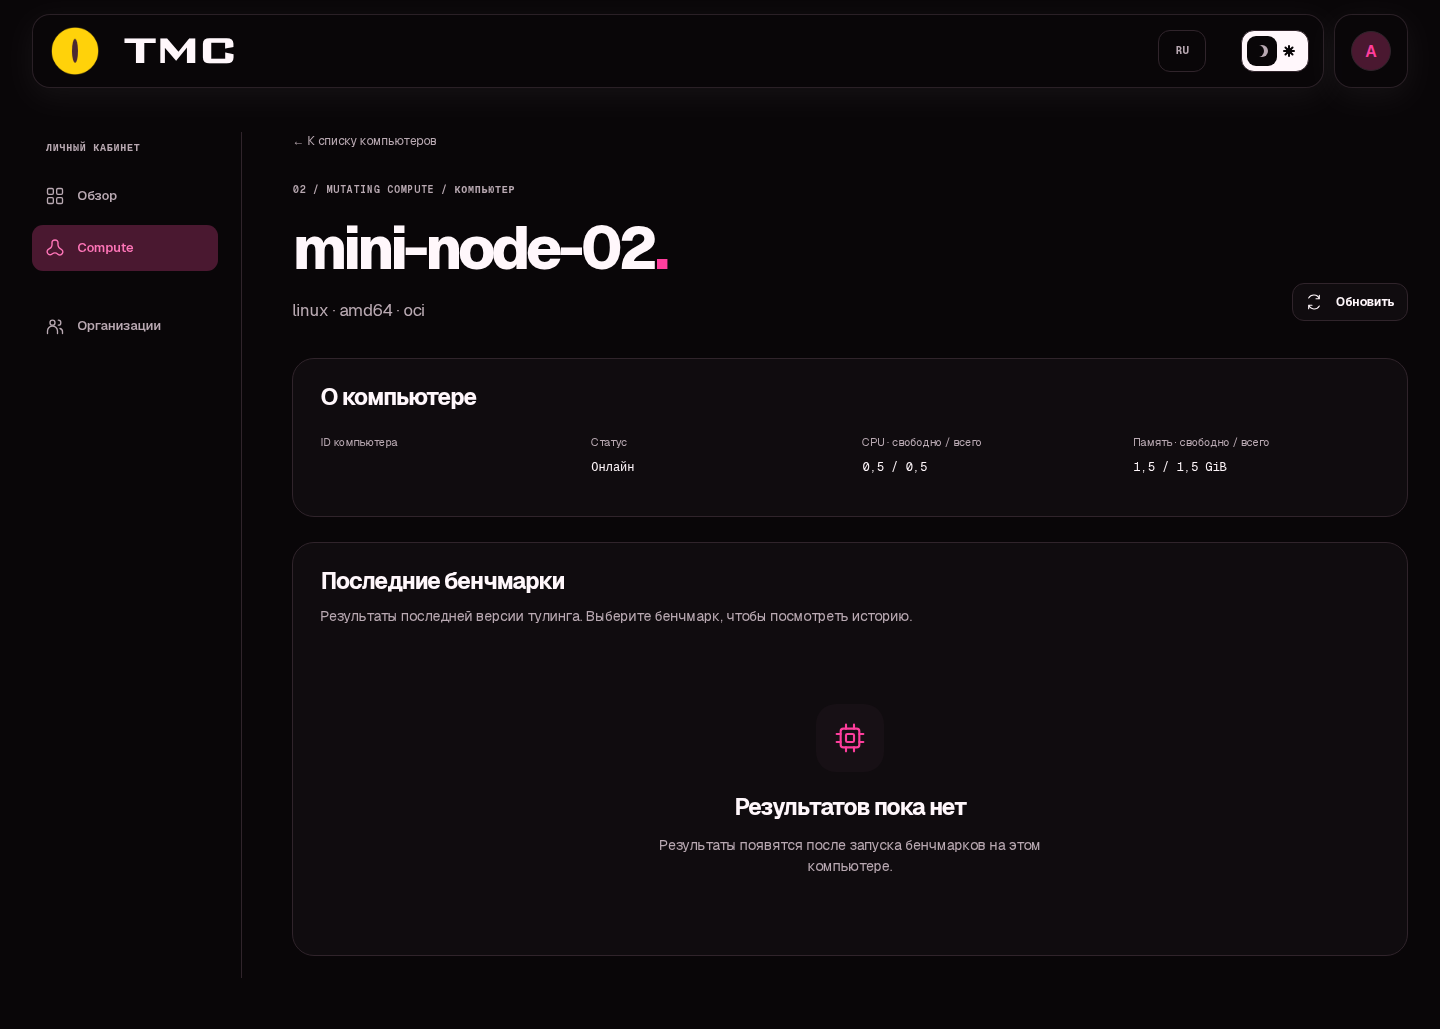 TMC
RU
A
ЛИЧНЫЙ КАБИНЕТ
Обзор
Compute
Организации
← К списку компьютеров
02 / MUTATING COMPUTE / КОМПЬЮТЕР
mini-node-02.
linux · amd64 · oci
Обновить
О компьютере
ID компьютера
Статус
Онлайн
CPU · свободно / всего
0,5 / 0,5
Память · свободно / всего
1,5 / 1,5 GiB
Последние бенчмарки
Результаты последней версии тулинга. Выберите бенчмарк, чтобы посмотреть историю.
Результатов пока нет
Результаты появятся после запуска бенчмарков на этом
компьютере.